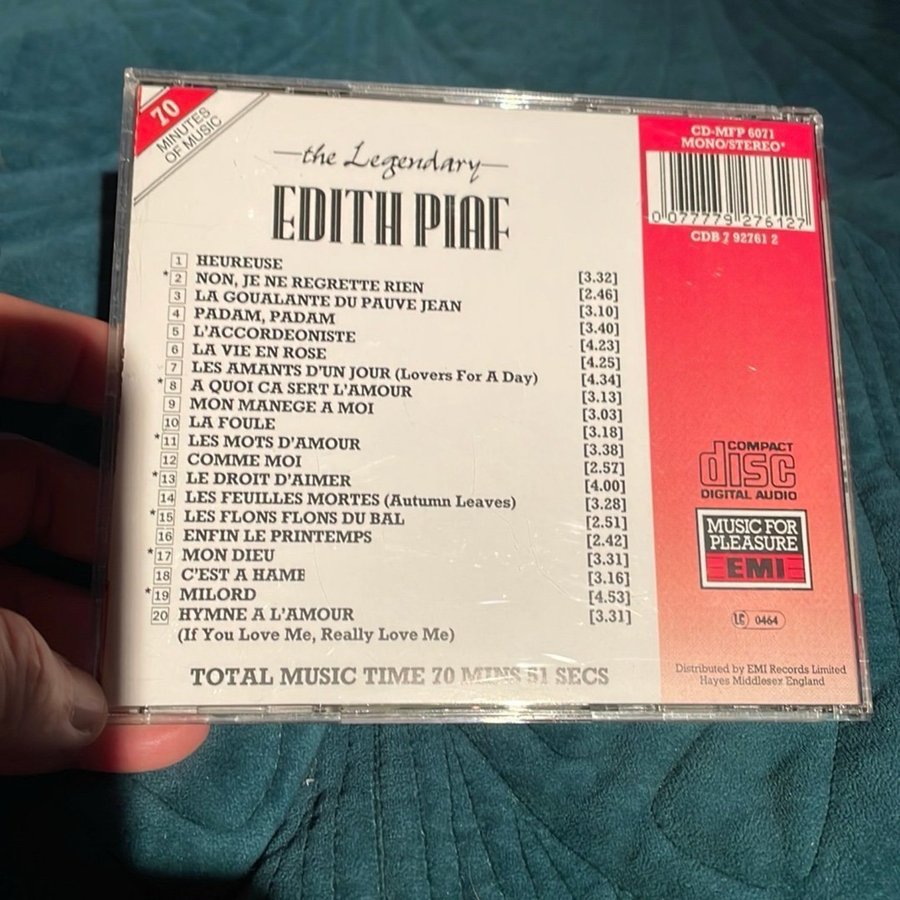 70
MINUTES
OF MUSIC
the Legendary
EDITH PIAF
1 HEUREUSE [3.32]
*2 NON, JE NE REGRETTE RIEN [2.46]
3 LA GOUALANTE DU PAUVE JEAN [3.10]
4 PADAM, PADAM [3.40]
5 L'ACCORDEONISTE [4.23]
6 LA VIE EN ROSE [4.25]
7 LES AMANTS D'UN JOUR (Lovers For A Day) [4.34]
*8 A QUOI CA SERT L'AMOUR [3.13]
9 MON MANEGE A MOI [3.03]
10 LA FOULE [3.18]
*11 LES MOTS D'AMOUR [3.38]
12 COMME MOI [2.57]
*13 LE DROIT D'AIMER [4.00]
14 LES FEUILLES MORTES (Autumn Leaves) [3.28]
*15 LES FLONS FLONS DU BAL [2.51]
16 ENFIN LE PRINTEMPS [2.42]
*17 MON DIEU [3.31]
18 C'EST A HAMB [3.16]
*19 MILORD [4.53]
20 HYMNE A L'AMOUR [3.31]
(If You Love Me, Really Love Me)
TOTAL MUSIC TIME 70 MINS 51 SECS
CD-MFP 6071
MONO/STEREO*
0 077779 276127
CDB 7 92761 2
COMPACT
disc
DIGITAL AUDIO
MUSIC FOR
PLEASURE
EMI
LC 0464
Distributed by EMI Records Limited
Hayes Middlesex England